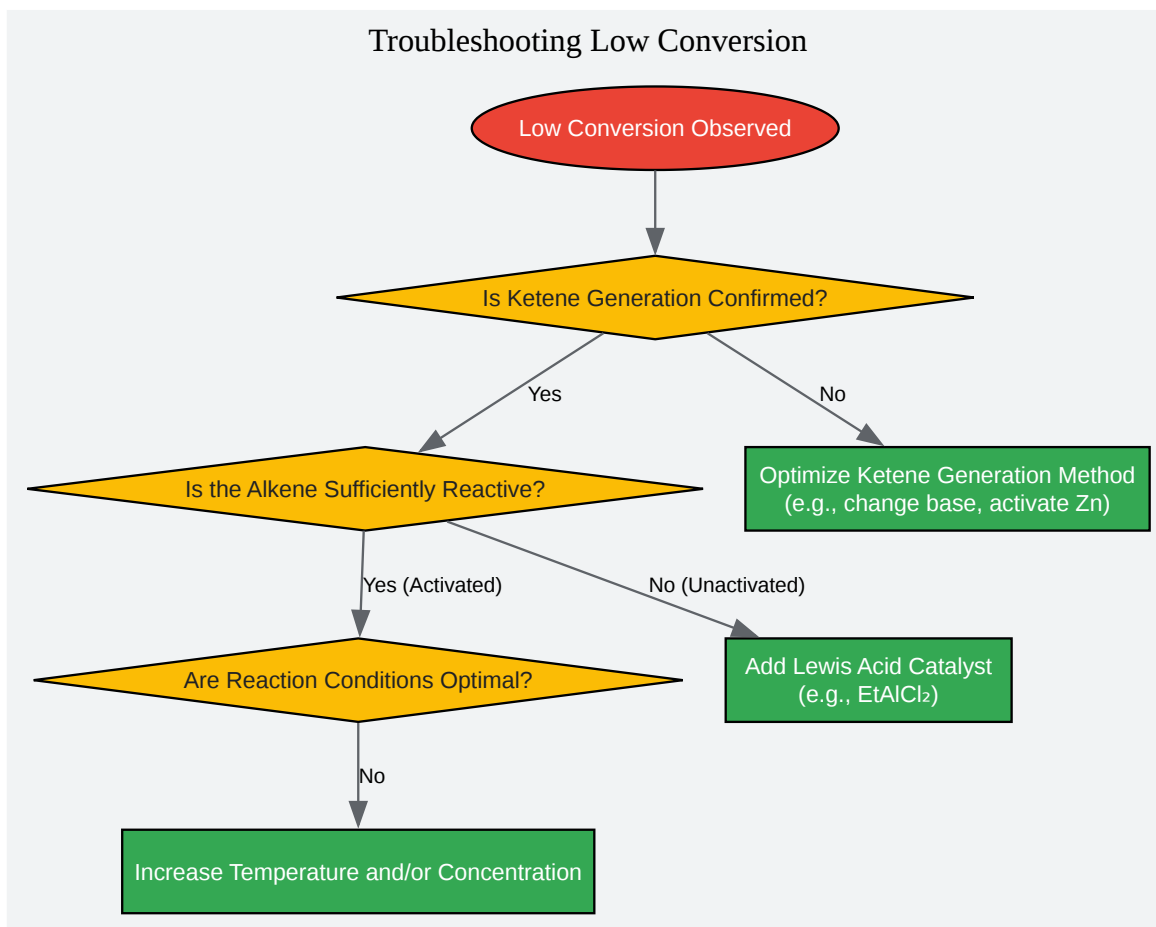 Troubleshooting Low Conversion
Low Conversion Observed
Is Ketene Generation Confirmed?
Yes
No
Is the Alkene Sufficiently Reactive?
Optimize Ketene Generation Method
(e.g., change base, activate Zn)
Yes (Activated)
No (Unactivated)
Are Reaction Conditions Optimal?
Add Lewis Acid Catalyst
(e.g., EtAlCl₂)
No
Increase Temperature and/or Concentration